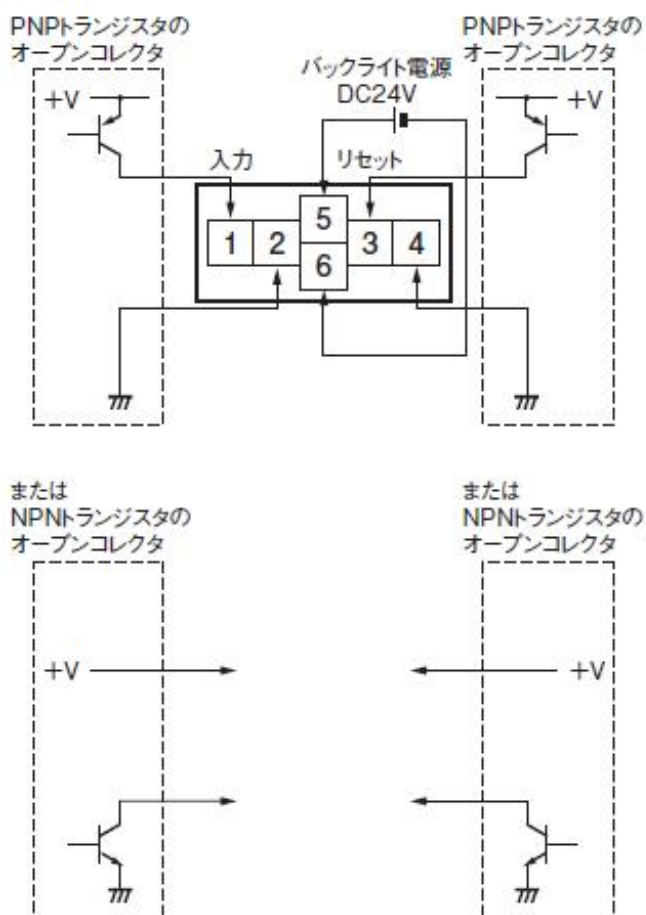 PNPトランジスタの
オープンコレクタ
PNPトランジスタの
オープンコレクタ
バックライト電源
DC24V
+V
+V
入力
リセット
5
1 2 3 4
6
または
NPNトランジスタの
オープンコレクタ
または
NPNトランジスタの
オープンコレクタ
+V
+V